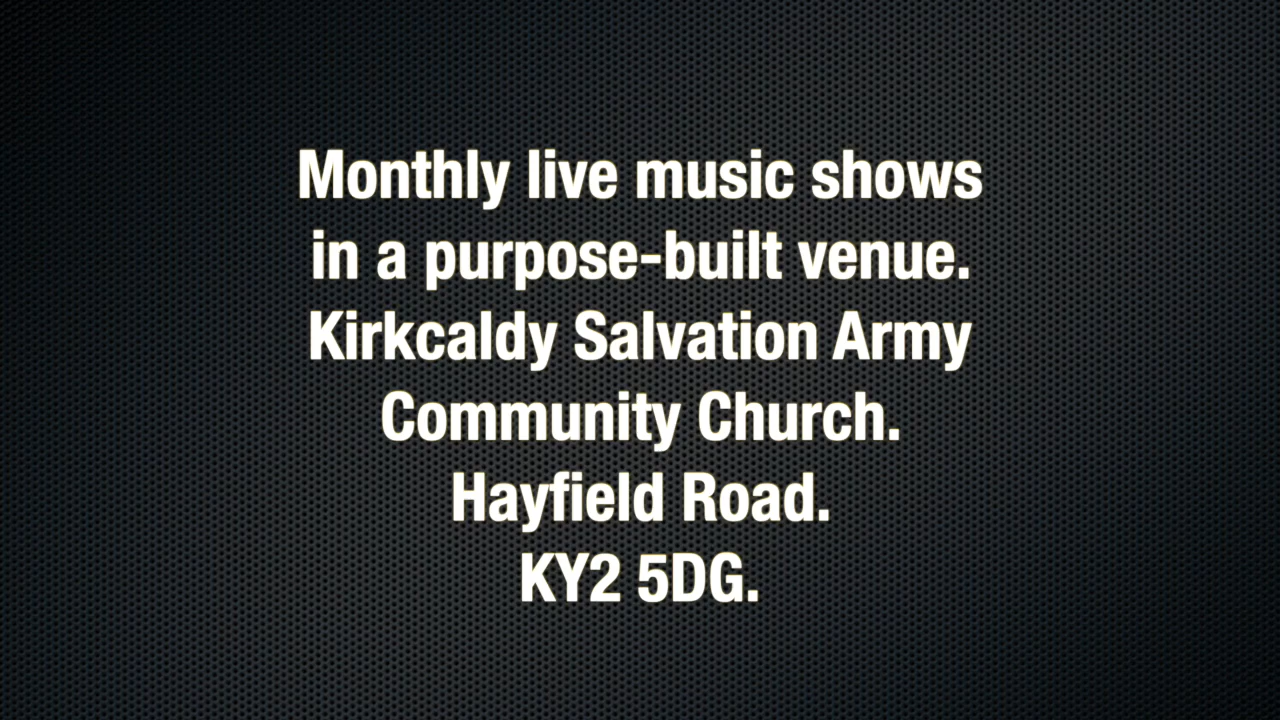 Monthly live music shows
in a purpose-built venue.
Kirkcaldy Salvation Army
Community Church.
Hayfield Road.
KY2 5DG.